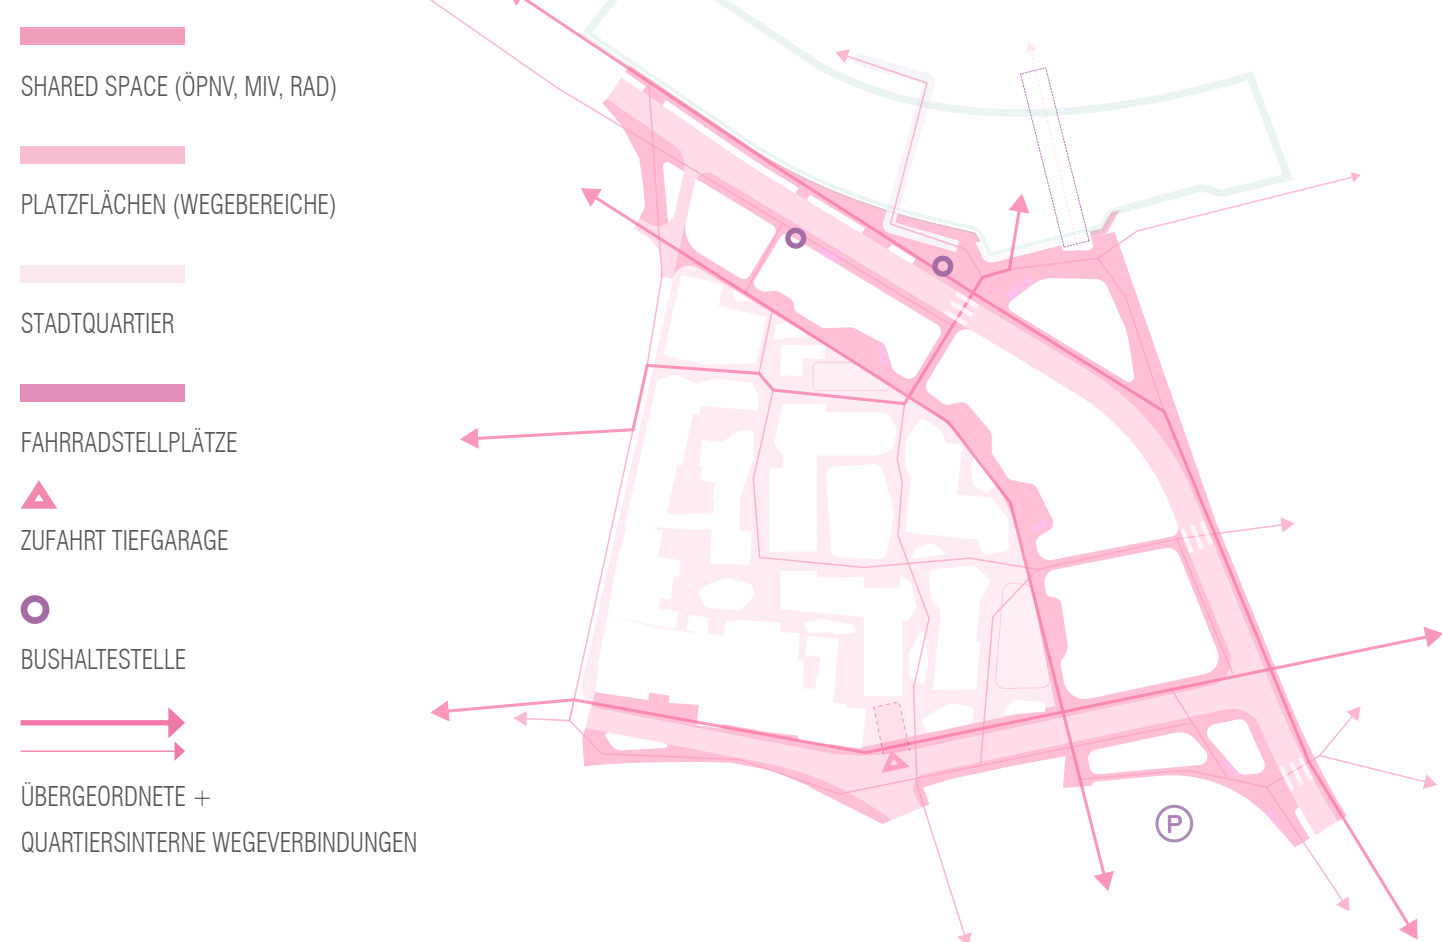 SHARED SPACE (ÖPNV, MIV, RAD)
PLATZFLÄCHEN (WEGEBEREICHE)
STADTQUARTIER
FAHRRADSTELLPLÄTZE
ZUFAHRT TIEFGARAGE
BUSHALTESTELLE
ÜBERGEORDNETE +
QUARTIERSINTERNE WEGEVERBINDUNGEN
P